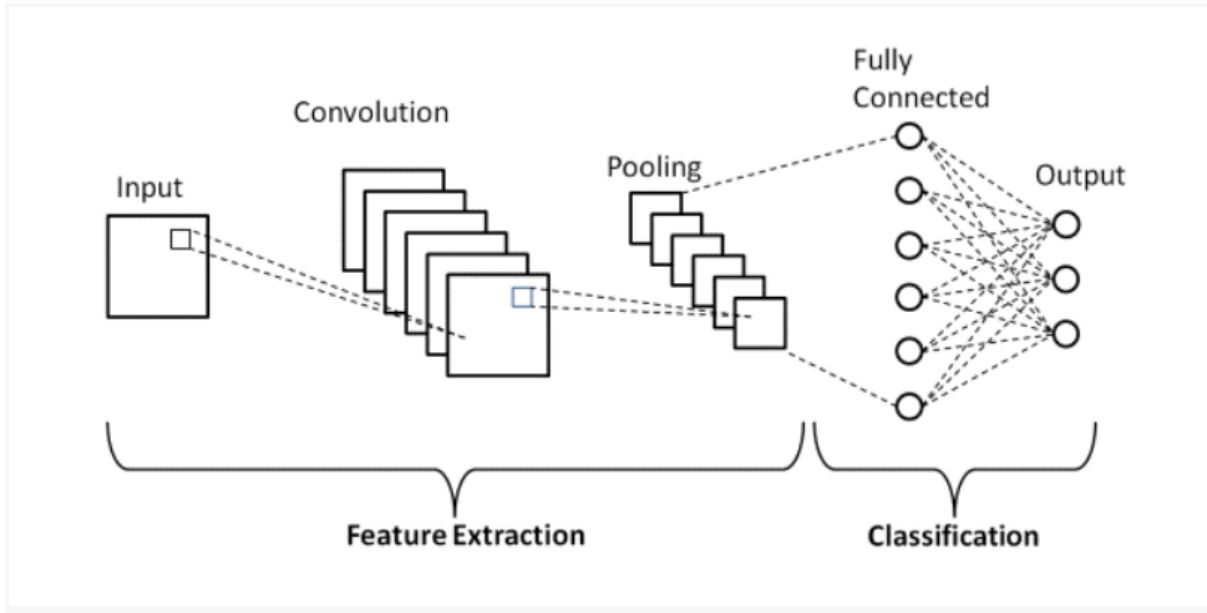 Input
Convolution
Pooling
Fully
Connected
Output
Feature Extraction
Classification